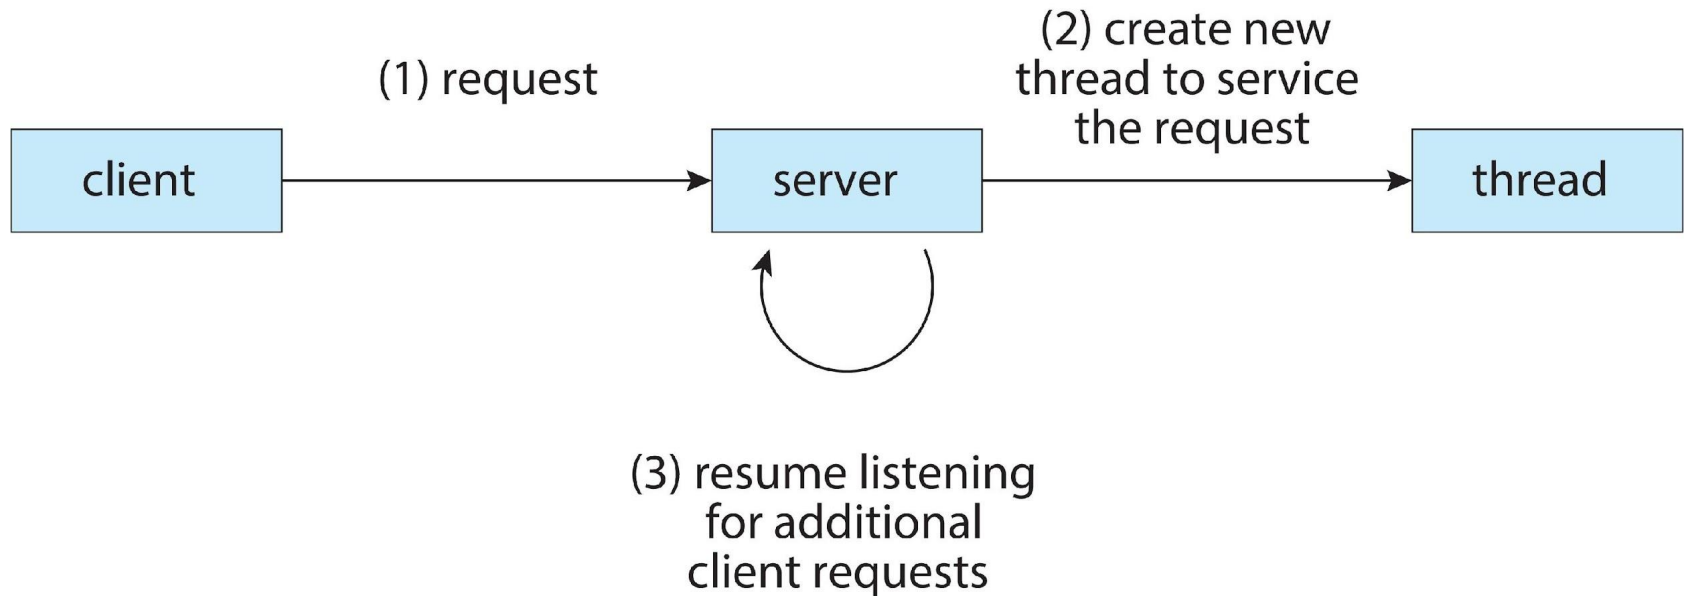 (1) request
(2) create new
thread to service
the request
client
server
thread
(3) resume listening
for additional
client requests